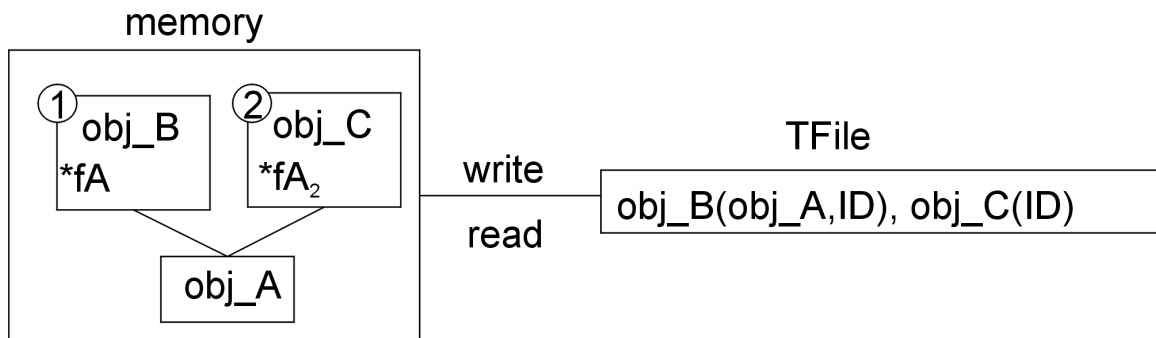 memory
1
obj_B
*fA
2
obj_C
*fA₂
obj_A
write
read
TFile
obj_B(obj_A,ID), obj_C(ID)